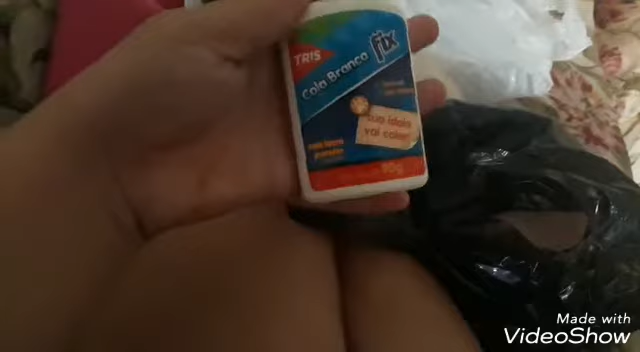 TRIS
Cola Branca fix
sua ideia
vai colar!
90g
Made with
VideoShow